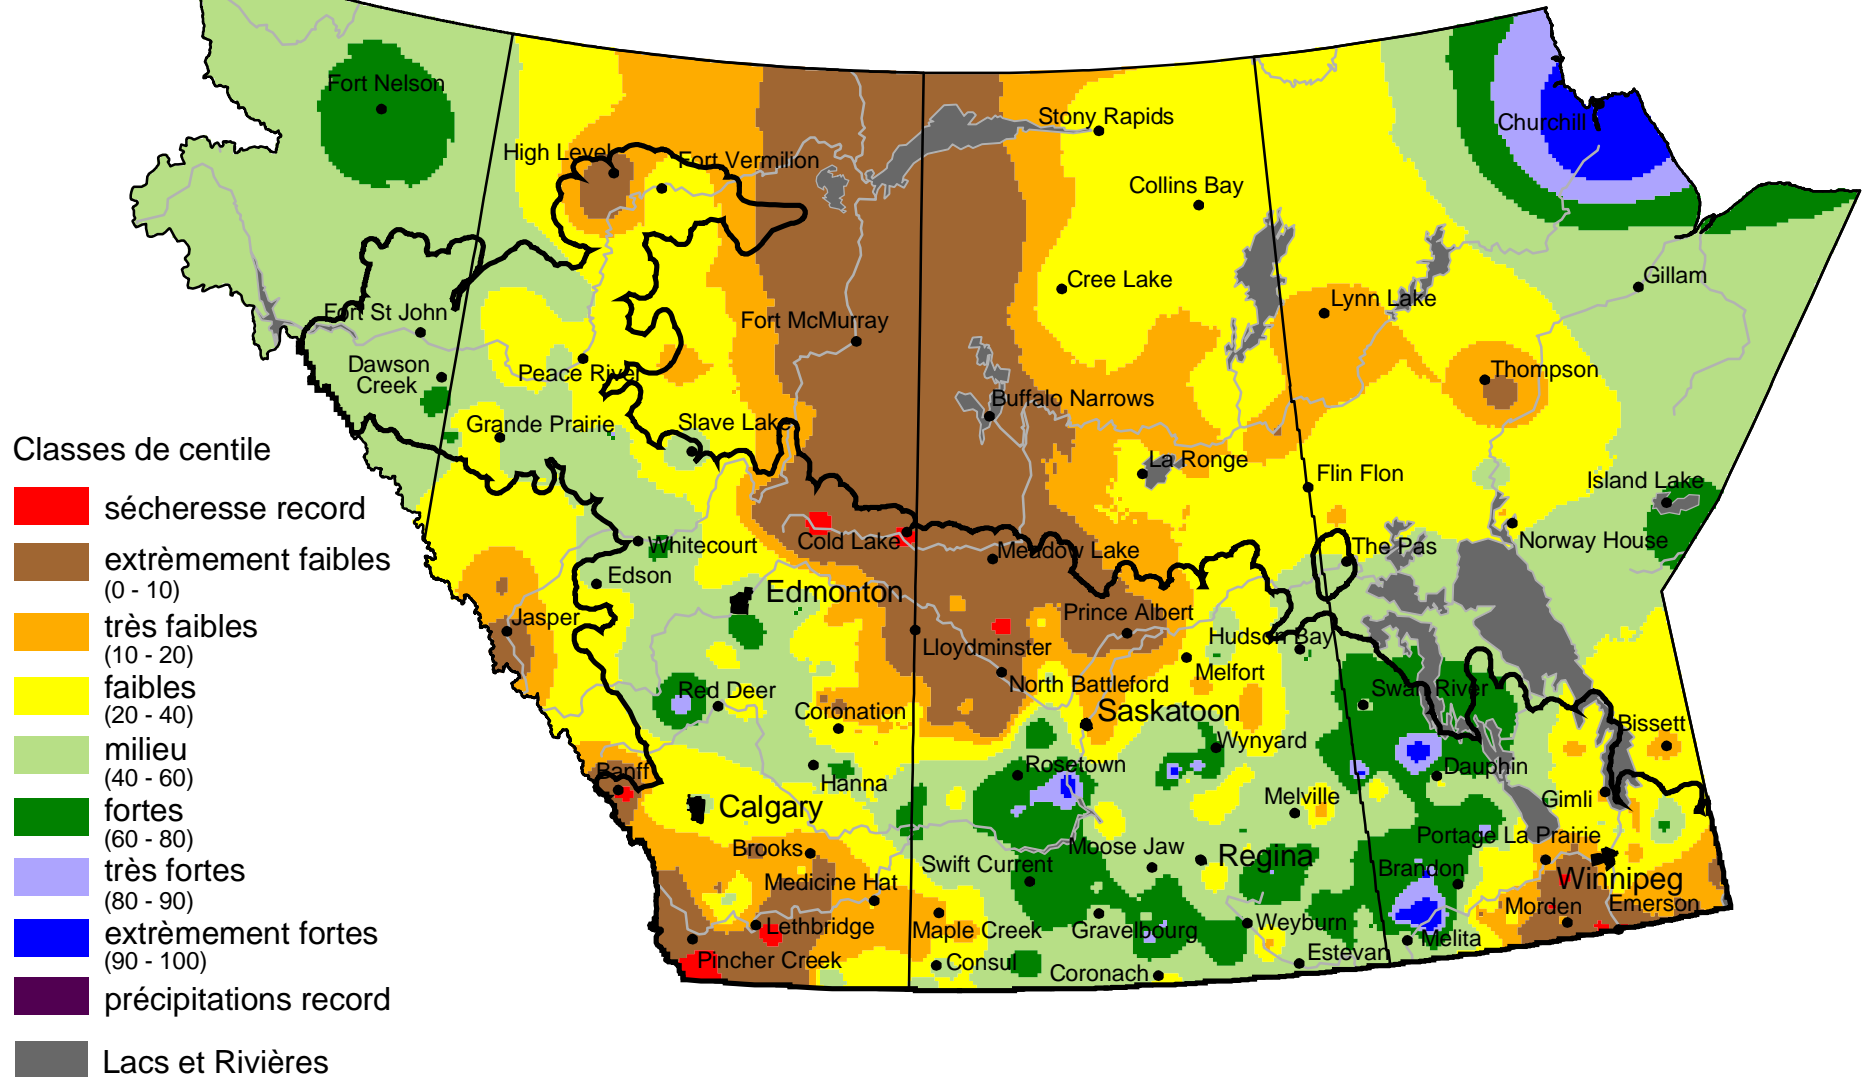 Fort Nelson
High Level
Fort Vermilion
Stony Rapids
Churchill
Collins Bay
Cree Lake
Gillam
Lynn Lake
Fort St John
Fort McMurray
Dawson
Creek
Peace River
Thompson
Buffalo Narrows
Grande Prairie
Slave Lake
La Ronge
Flin Flon
Island Lake
Whitecourt
Cold Lake
Meadow Lake
The Pas
Norway House
Edson
Edmonton
Jasper
Prince Albert
Hudson Bay
Lloydminster
Melfort
North Battleford
Red Deer
Swan River
Coronation
Saskatoon
Bissett
Wynyard
Banff
Hanna
Rosetown
Dauphin
Calgary
Melville
Gimli
Portage La Prairie
Brooks
Swift Current
Moose Jaw
Regina
Brandon
Medicine Hat
Winnipeg
Lethbridge
Maple Creek
Gravelbourg
Weyburn
Morden
Emerson
Pincher Creek
Consul
Coronach
Estevan
Melita
Classes de centile
sécheresse record
extrèmement faibles
(0 - 10)
très faibles
(10 - 20)
faibles
(20 - 40)
milieu
(40 - 60)
fortes
(60 - 80)
très fortes
(80 - 90)
extrèmement fortes
(90 - 100)
précipitations record
Lacs et Rivières